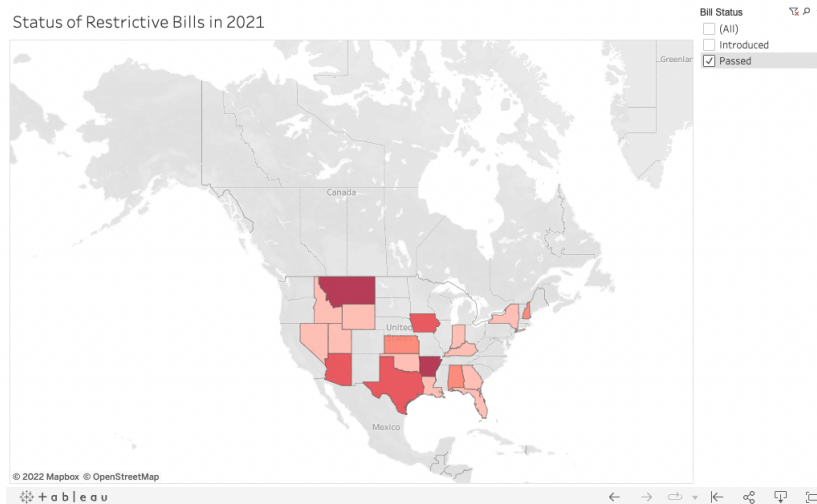 Status of Restrictive Bills in 2021
Bill Status
(All)
Introduced
Passed
Greenlan
Canada
United
Mexico
© 2022 Mapbox © OpenStreetMap
+ a b | e a u